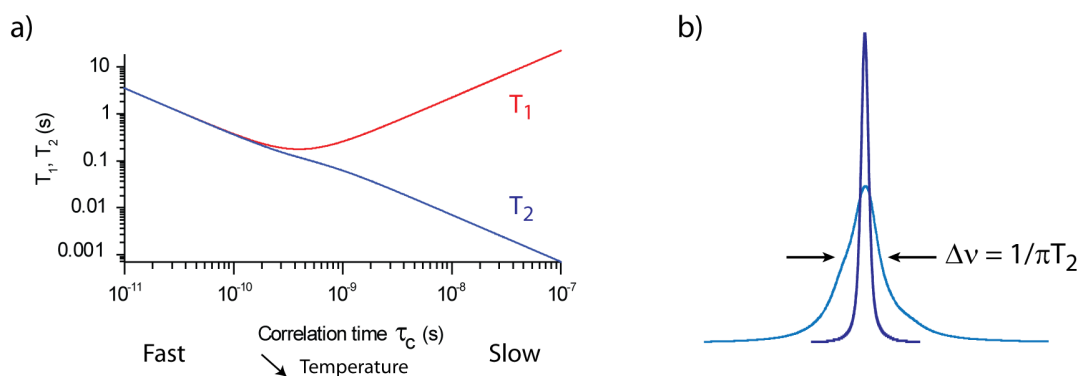 a)
10
1
0.1
0.01
0.001
T₁, T₂ (s)
T₁
T₂
10⁻¹¹
10⁻¹⁰
10⁻⁹
10⁻⁸
10⁻⁷
Correlation time τc (s)
Fast
Slow
↘ Temperature
b)
Δν = 1/πT₂